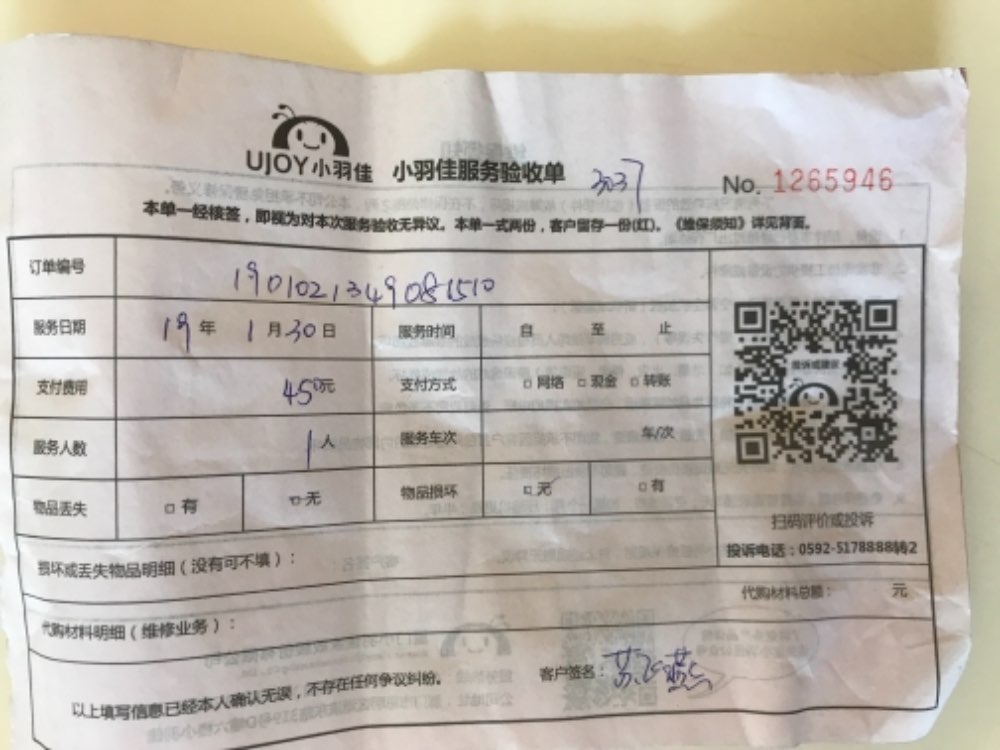 UJOY小羽佳 小羽佳服务验收单 3037 No. 1265946
本单一经核签，即视为对本次服务验收无异议。本单一式两份，客户留存一份(红)。《维保须知》详见背面。
订单编号 190102134908151510
服务日期 19年 1月30日 服务时间 自 至 止
支付费用 450元 支付方式 □网络 □现金 □转账
服务人数 1人 服务车次 车/次
物品丢失 □有 □无 物品损坏 □无 □有
扫码评价或投诉
投诉电话：0592-5178888转2
损坏或丢失物品明细（没有可不填）：
代购材料总额： 元
代购材料明细（维修业务）：
以上填写信息已经本人确认无误，不存在任何争议纠纷。 客户签名：